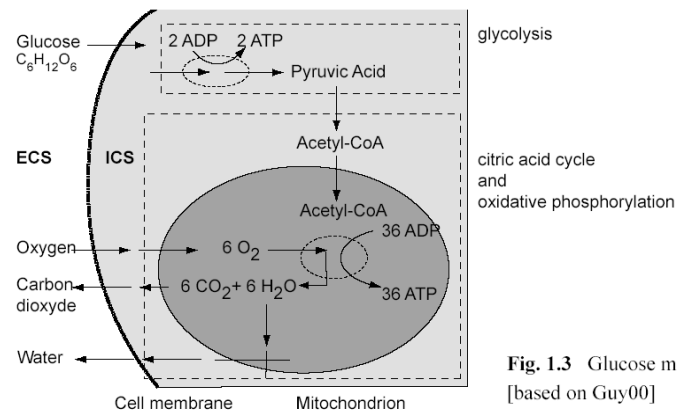 Glucose
C6H12O6
2 ADP 2 ATP
Pyruvic Acid
glycolysis
Acetyl-CoA
ECS ICS
citric acid cycle
and
oxidative phosphorylation
Acetyl-CoA
36 ADP
Oxygen
6 O2
Carbon
dioxyde
6 CO2+ 6 H2O
36 ATP
Water
Cell membrane Mitochondrion
Fig. 1.3 Glucose m
[based on Guy00]